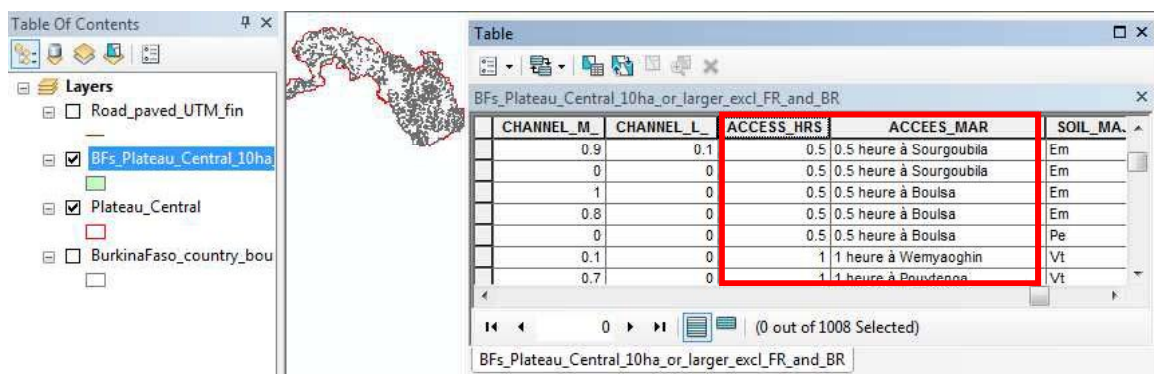 Table Of Contents
Layers
Road_paved_UTM_fin
BFs_Plateau_Central_10ha_
Plateau_Central
BurkinaFaso_country_bou
Table
BFs_Plateau_Central_10ha_or_larger_excl_FR_and_BR
CHANNEL_M_ CHANNEL_L_ ACCESS_HRS ACCEES_MAR SOIL_MA.
0.9 0.1 0.5 0.5 heure à Sourgoubila Em
0 0 0.5 0.5 heure à Sourgoubila Em
1 0 0.5 0.5 heure à Boulsa Em
0.8 0 0.5 0.5 heure à Boulsa Em
0 0 0.5 0.5 heure à Boulsa Pe
0.1 0 1 1 heure à Wemyaoghin Vt
0.7 0 1 1 heure à Pouytenga Vt
0 (0 out of 1008 Selected)
BFs_Plateau_Central_10ha_or_larger_excl_FR_and_BR